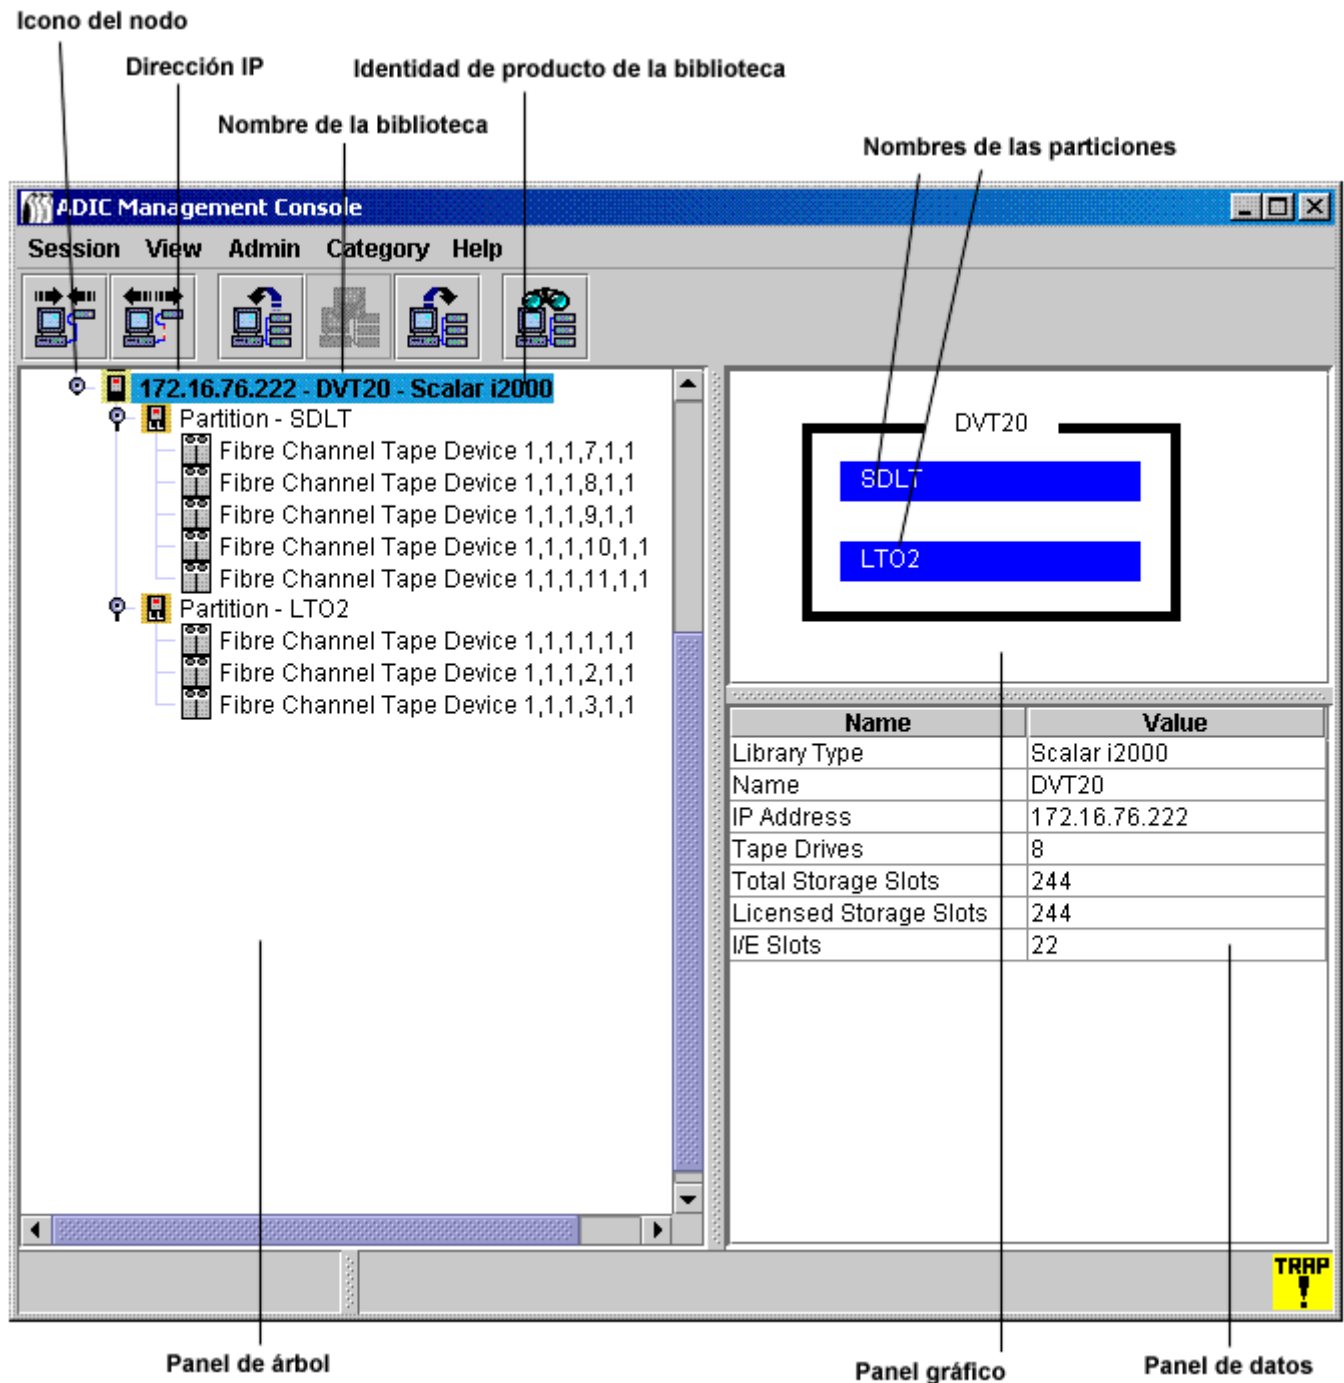 Icono del nodo
Dirección IP
Identidad de producto de la biblioteca
Nombre de la biblioteca
Nombres de las particiones
ADIC Management Console
Session View Admin Category Help
172.16.76.222 - DVT20 - Scalar i2000
Partition - SDLT
Fibre Channel Tape Device 1,1,1,7,1,1
Fibre Channel Tape Device 1,1,1,8,1,1
Fibre Channel Tape Device 1,1,1,9,1,1
Fibre Channel Tape Device 1,1,1,10,1,1
Fibre Channel Tape Device 1,1,1,11,1,1
Partition - LTO2
Fibre Channel Tape Device 1,1,1,1,1,1
Fibre Channel Tape Device 1,1,1,2,1,1
Fibre Channel Tape Device 1,1,1,3,1,1
DVT20
SDLT
LTO2
Name Value
Library Type Scalar i2000
Name DVT20
IP Address 172.16.76.222
Tape Drives 8
Total Storage Slots 244
Licensed Storage Slots 244
I/E Slots 22
TRAP
!
Panel de árbol
Panel gráfico
Panel de datos